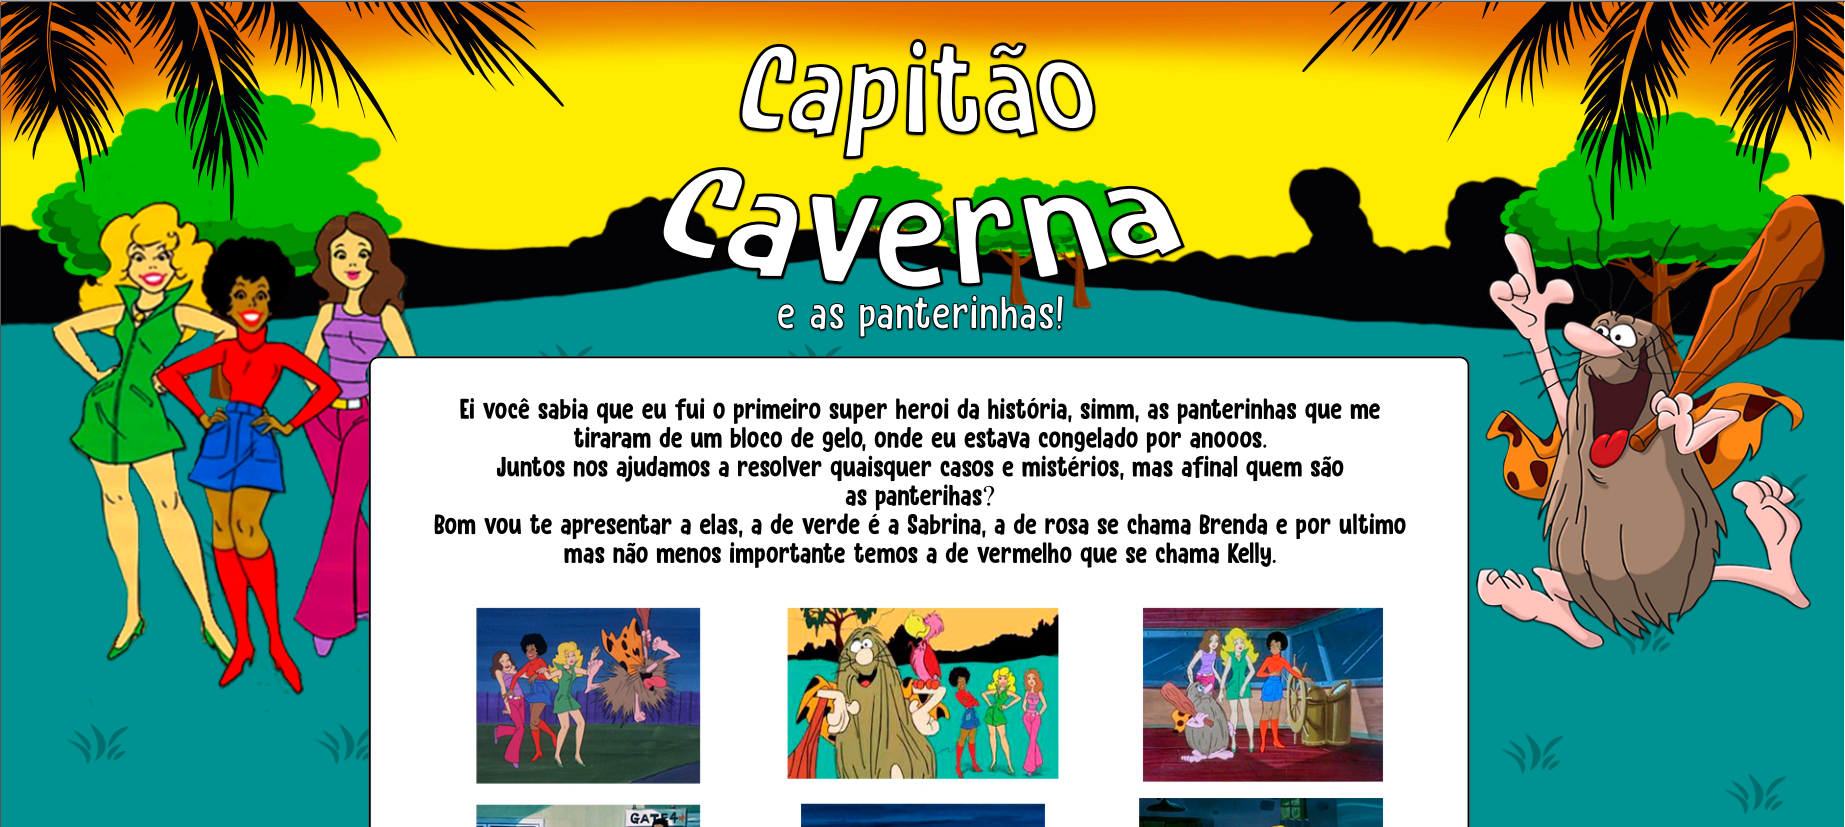 Capitão
Caverna
e as panterinhas!
Ei você sabia que eu fui o primeiro super heroi da história, simm, as panterinhas que me
tiraram de um bloco de gelo, onde eu estava congelado por anooos.
Juntos nos ajudamos a resolver quaisquer casos e mistérios, mas afinal quem são
as panterihas?
Bom vou te apresentar a elas, a de verde é a Sabrina, a de rosa se chama Brenda e por ultimo
mas não menos importante temos a de vermelho que se chama Kelly.
GATE4